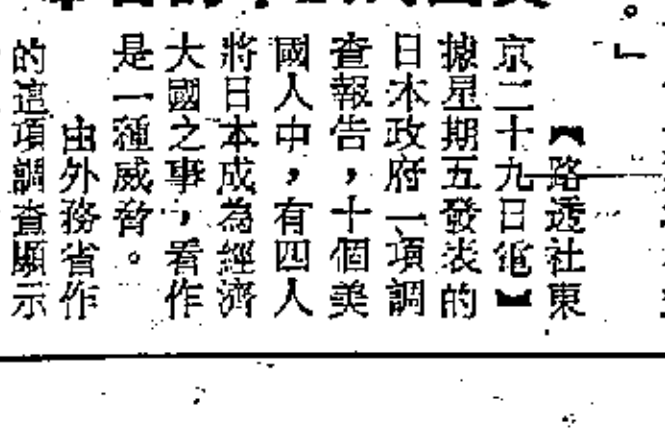 【路透社東
京二十九日電】
據星期五發表的
日本政府一項調
查報告，十個美
國人中，有四人
將日本成為經濟
大國之事，看作
是一種威脅。
由外務省作
的這項調查顯示